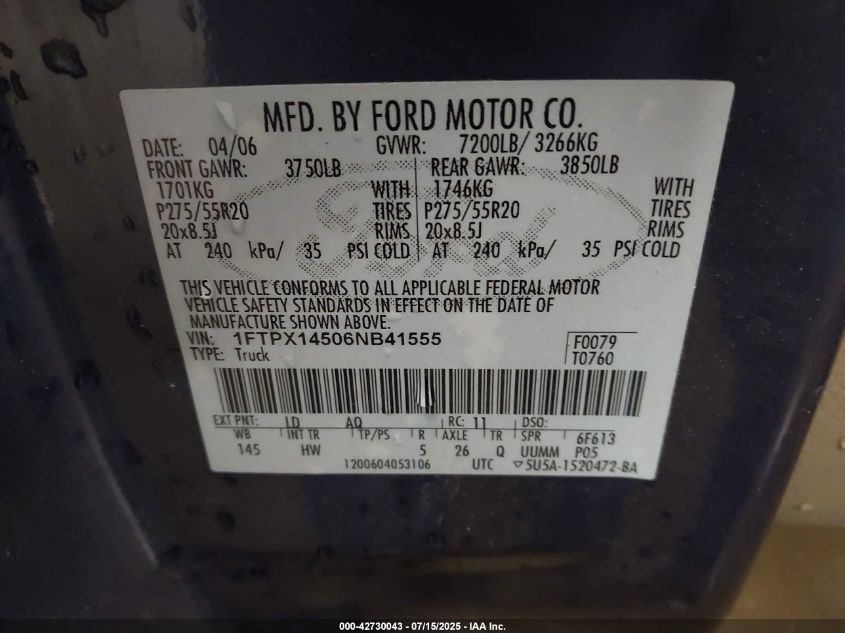 MFD. BY FORD MOTOR CO.
DATE: 04/06 GVWR: 7200LB/ 3266KG
FRONT GAWR: 3750LB REAR GAWR: 3850LB
1701KG WITH 1746KG WITH
P275/55R20 TIRES P275/55R20 TIRES
20x8.5J RIMS 20x8.5J RIMS
AT 240 kPa/ 35 PSI COLD AT 240 kPa/ 35 PSI COLD
Ford
THIS VEHICLE CONFORMS TO ALL APPLICABLE FEDERAL MOTOR
VEHICLE SAFETY STANDARDS IN EFFECT ON THE DATE OF
MANUFACTURE SHOWN ABOVE.
VIN: 1FTPX14506NB41555 F0079
TYPE: Truck T0760
EXT PNT: LD AQ RC: 11 DSO:
WB INT TR TP/PS R AXLE TR SPR 6F613
145 HW 5 26 Q UUMM P05
1200604053106 UTC ▽5U5A-1520472-BA
000-42730043 - 07/15/2025 - IAA Inc.